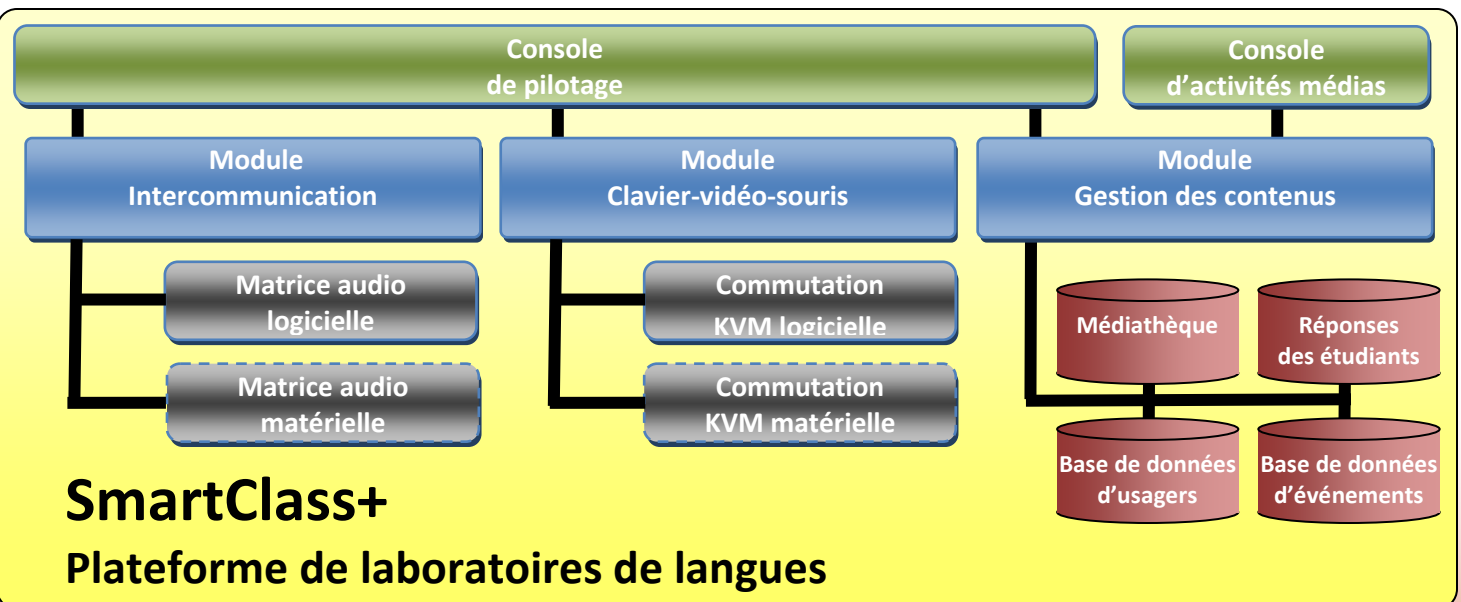 Console
de pilotage
Console
d’activités médias
Module
Intercommunication
Module
Clavier-vidéo-souris
Module
Gestion des contenus
Matrice audio
logicielle
Commutation
KVM logicielle
Médiathèque
Réponses
des étudiants
Matrice audio
matérielle
Commutation
KVM matérielle
Base de données
d’usagers
Base de données
d’événements
SmartClass+
Plateforme de laboratoires de langues